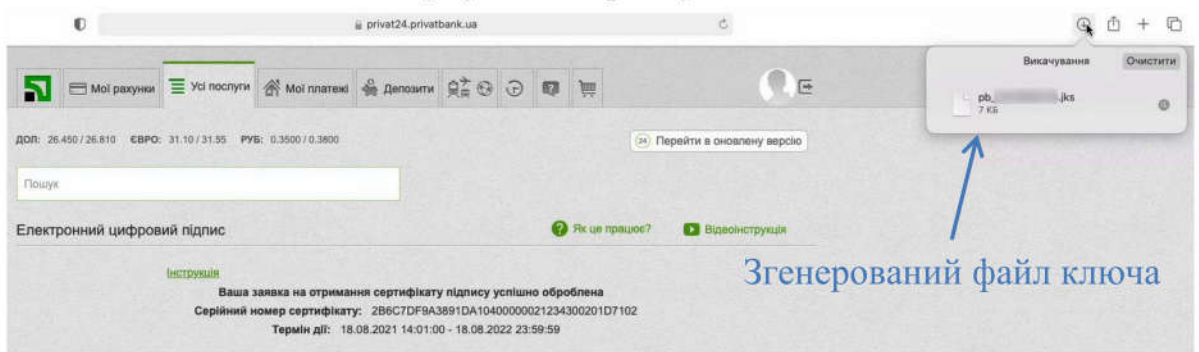 privat24.privatbank.ua
Викачування
Очистити
pb_
.jks
7 КБ
Мої рахунки
Усі послуги
Мої платежі
Депозити
ДОЛ: 26.450 / 26.810 ЄВРО: 31.10 / 31.55 РУБ: 0.3500 / 0.3800
24 Перейти в оновлену версію
Пошук
Електронний цифровий підпис
Як це працює?
Відеоінструкція
Згенерований файл ключа
Інструкція
Ваша заявка на отримання сертифікату підпису успішно оброблена
Серійний номер сертифікату: 2B6C7DF9A3891DA10400000021234300201D7102
Термін дії: 18.08.2021 14:01:00 - 18.08.2022 23:59:59